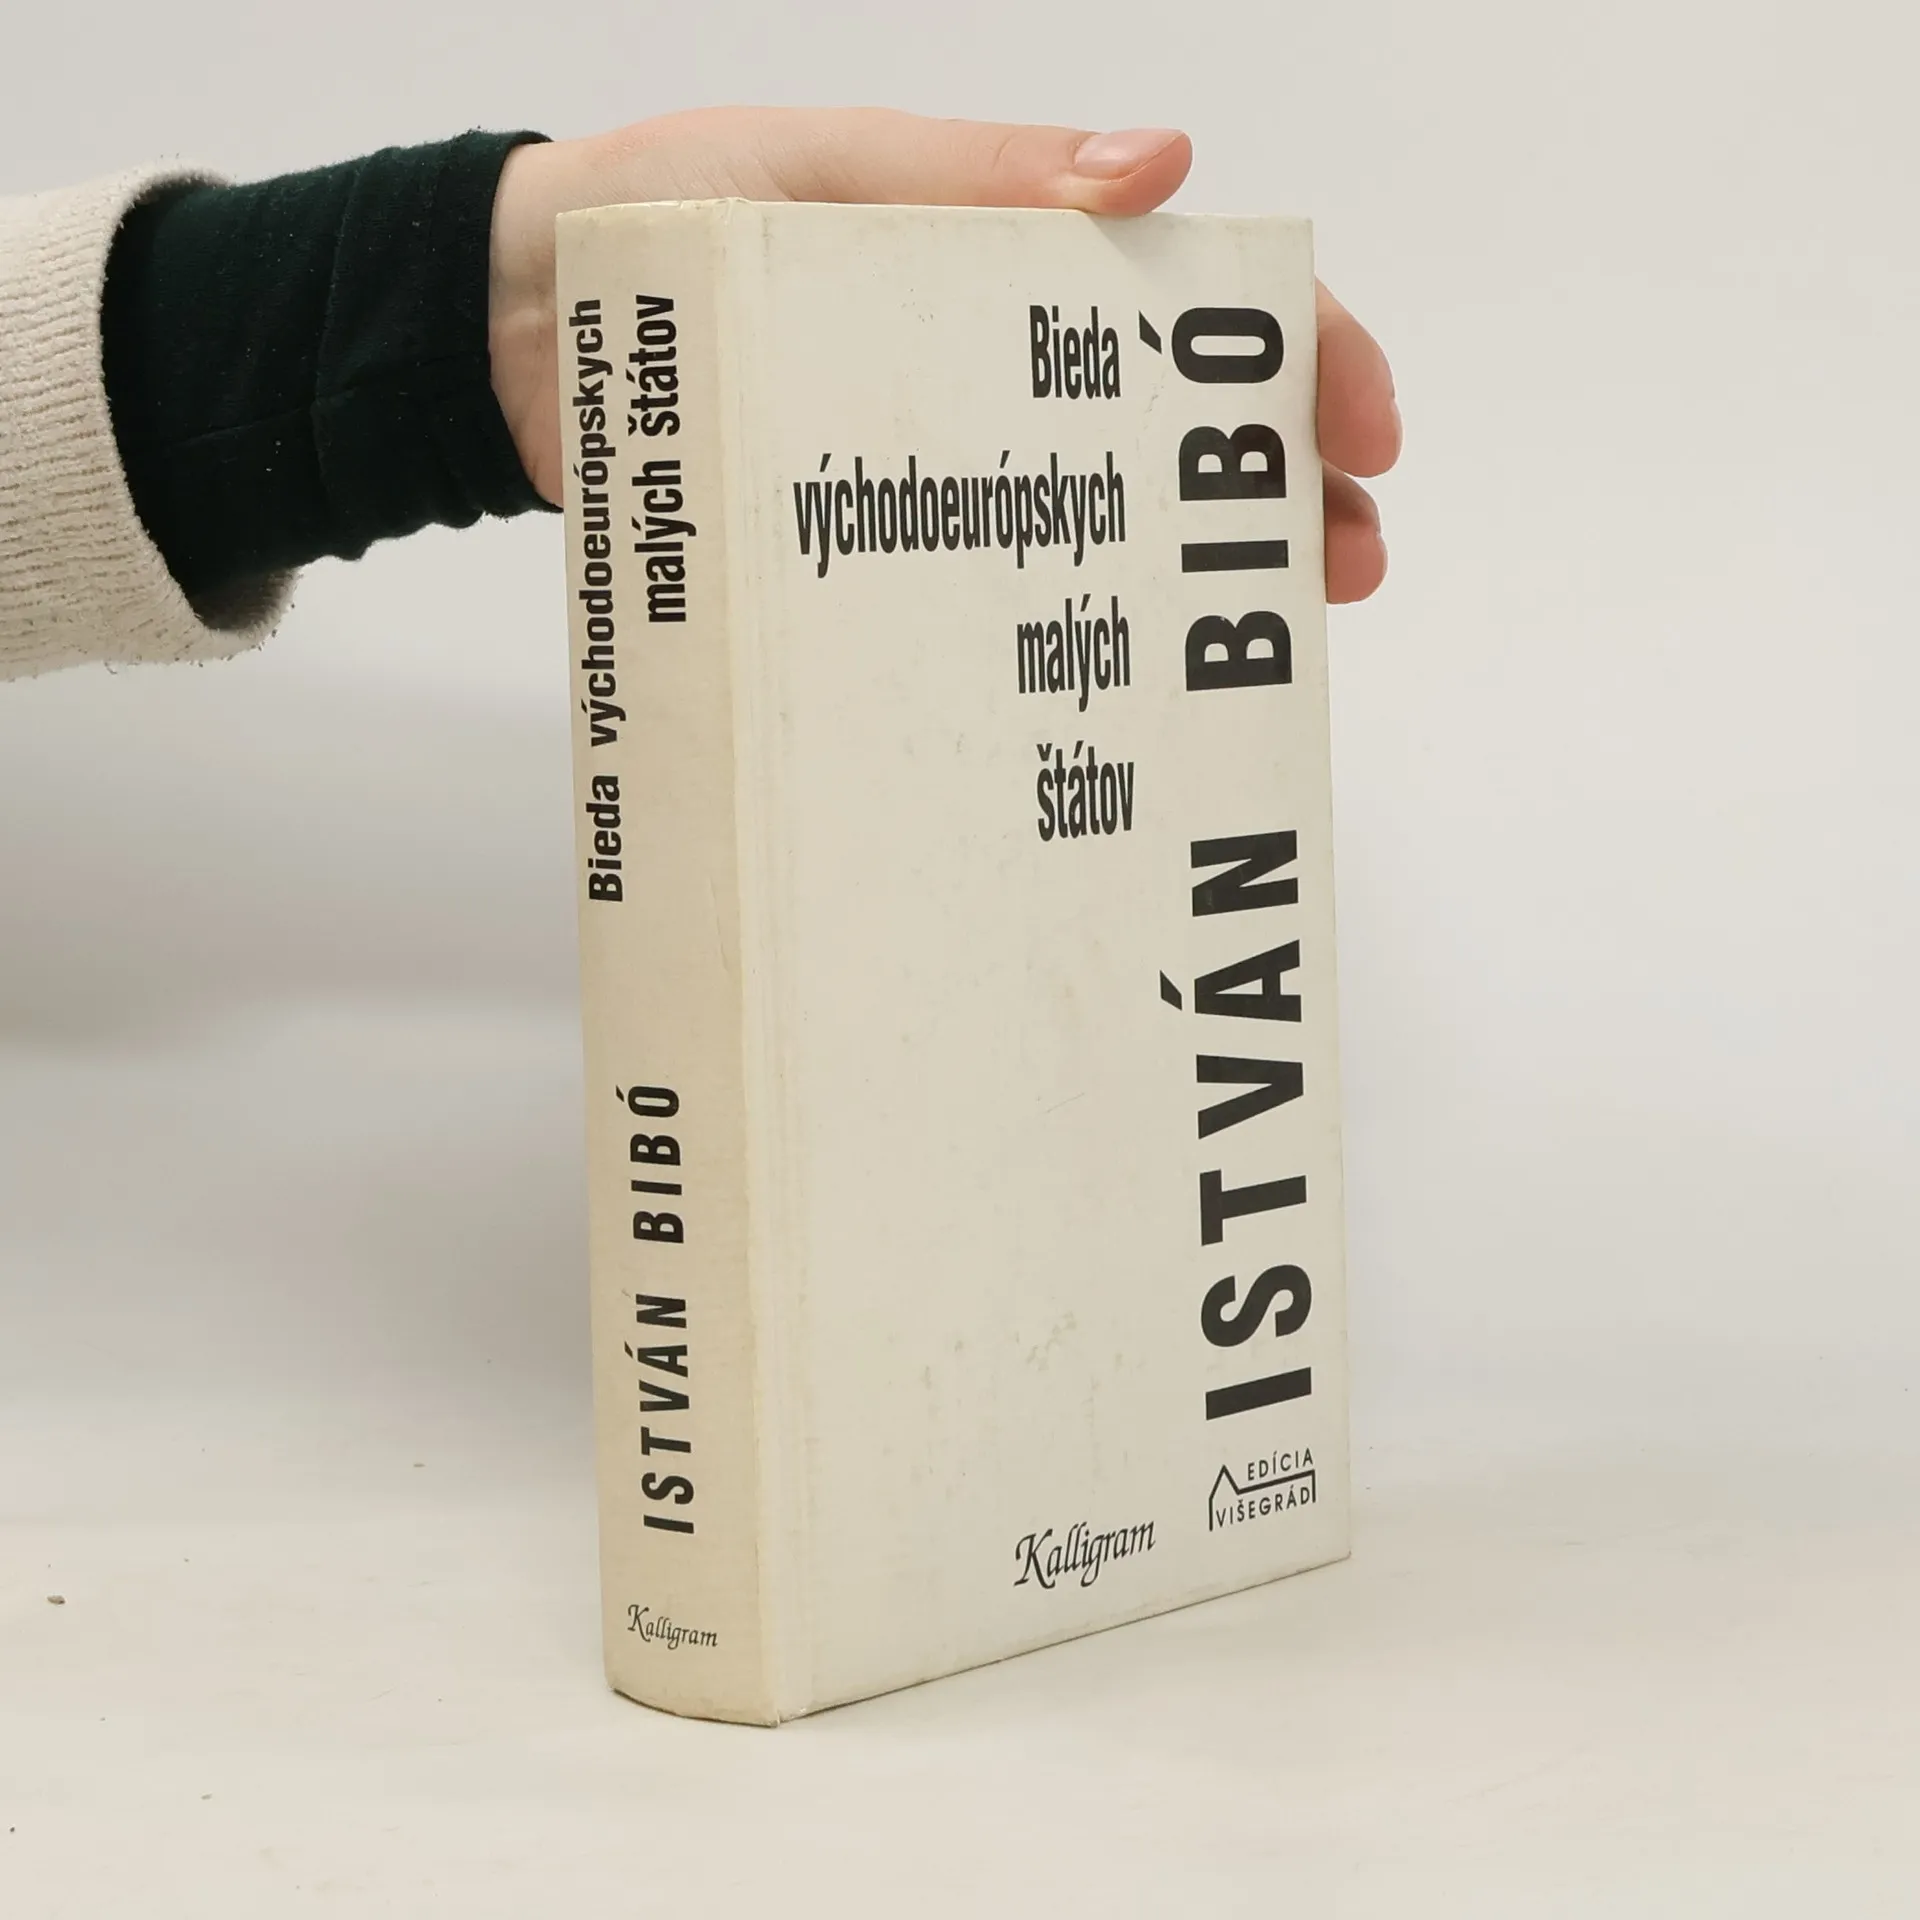 Bieda východoeurópskych
malých štátov
ISTVÁN BIBÓ
Kalligram
Bieda
východoeurópskych
malých
štátov
ISTVÁN BIBÓ
EDÍCIA
VIŠEGRÁD
Kalligram